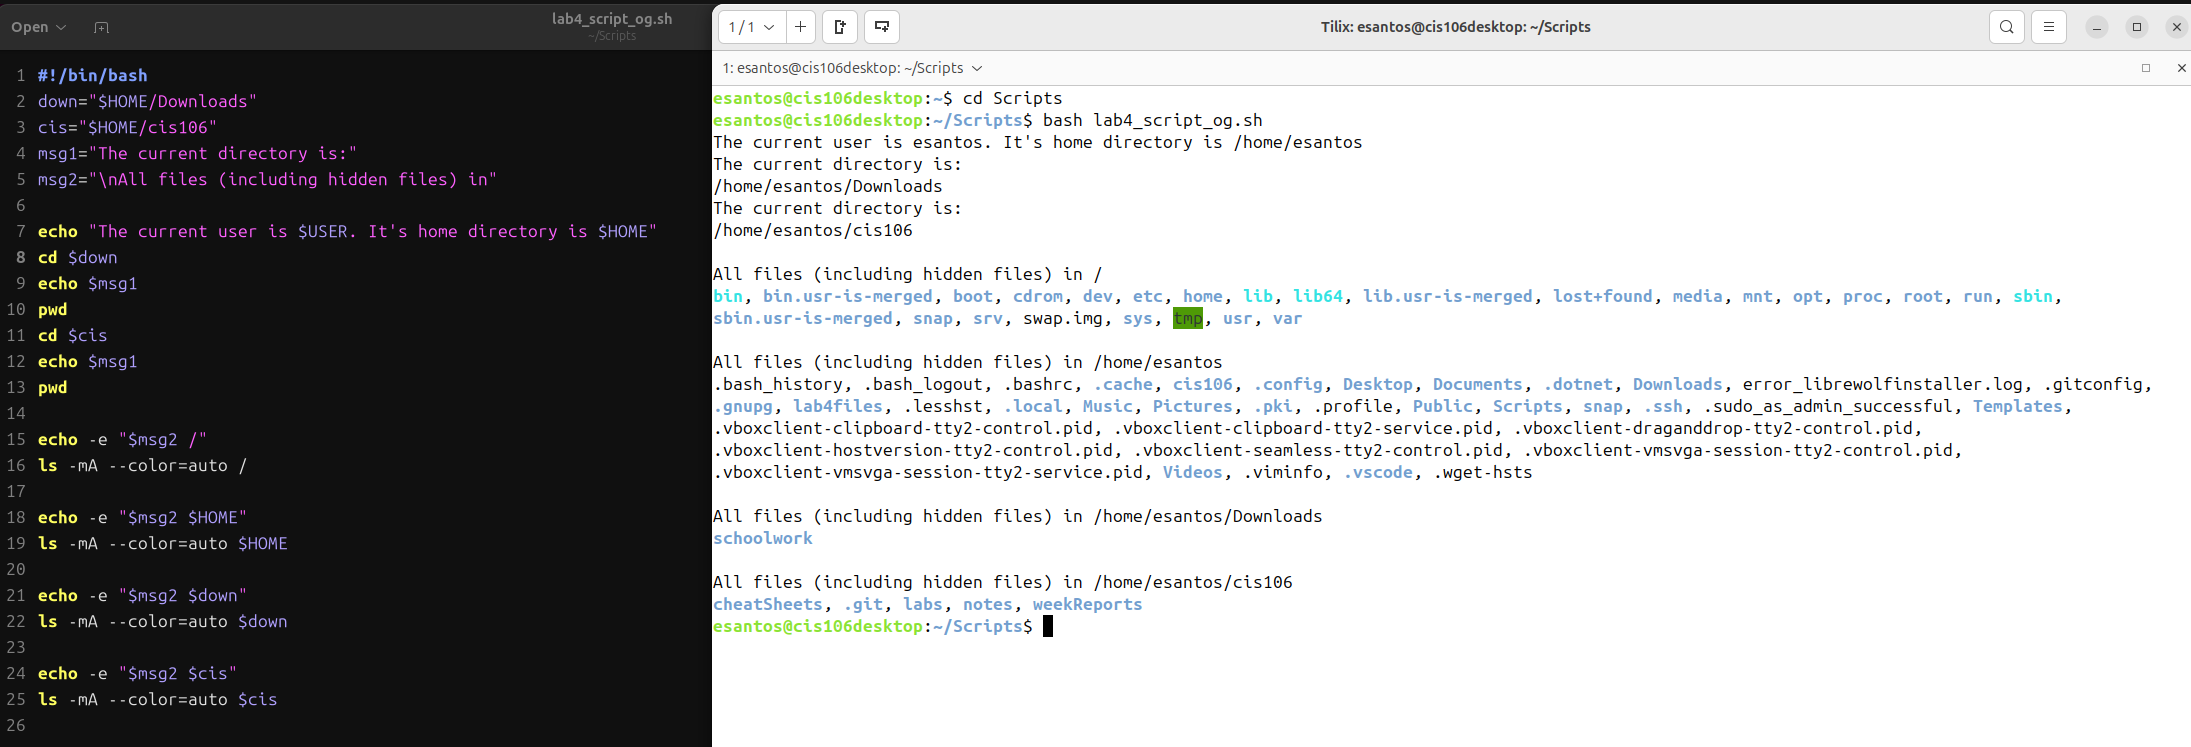 Open
lab4_script_og.sh
~/Scripts
1 #!/bin/bash
2 down="$HOME/Downloads"
3 cis="$HOME/cis106"
4 msg1="The current directory is:"
5 msg2="\nAll files (including hidden files) in"
6
7 echo "The current user is $USER. It's home directory is $HOME"
8 cd $down
9 echo $msg1
10 pwd
11 cd $cis
12 echo $msg1
13 pwd
14
15 echo -e "$msg2 /"
16 ls -mA --color=auto /
17
18 echo -e "$msg2 $HOME"
19 ls -mA --color=auto $HOME
20
21 echo -e "$msg2 $down"
22 ls -mA --color=auto $down
23
24 echo -e "$msg2 $cis"
25 ls -mA --color=auto $cis
26
1 / 1
Tilix: esantos@cis106desktop: ~/Scripts
1: esantos@cis106desktop: ~/Scripts
esantos@cis106desktop:~$ cd Scripts
esantos@cis106desktop:~/Scripts$ bash lab4_script_og.sh
The current user is esantos. It's home directory is /home/esantos
The current directory is:
/home/esantos/Downloads
The current directory is:
/home/esantos/cis106
All files (including hidden files) in /
bin, bin.usr-is-merged, boot, cdrom, dev, etc, home, lib, lib64, lib.usr-is-merged, lost+found, media, mnt, opt, proc, root, run, sbin,
sbin.usr-is-merged, snap, srv, swap.img, sys, tmp, usr, var
All files (including hidden files) in /home/esantos
.bash_history, .bash_logout, .bashrc, .cache, cis106, .config, Desktop, Documents, .dotnet, Downloads, error_librewolfinstaller.log, .gitconfig,
.gnupg, lab4files, .lesshst, .local, Music, Pictures, .pki, .profile, Public, Scripts, snap, .ssh, .sudo_as_admin_successful, Templates,
.vboxclient-clipboard-tty2-control.pid, .vboxclient-clipboard-tty2-service.pid, .vboxclient-draganddrop-tty2-control.pid,
.vboxclient-hostversion-tty2-control.pid, .vboxclient-seamless-tty2-control.pid, .vboxclient-vmsvga-session-tty2-control.pid,
.vboxclient-vmsvga-session-tty2-service.pid, Videos, .viminfo, .vscode, .wget-hsts
All files (including hidden files) in /home/esantos/Downloads
schoolwork
All files (including hidden files) in /home/esantos/cis106
cheatSheets, .git, labs, notes, weekReports
esantos@cis106desktop:~/Scripts$